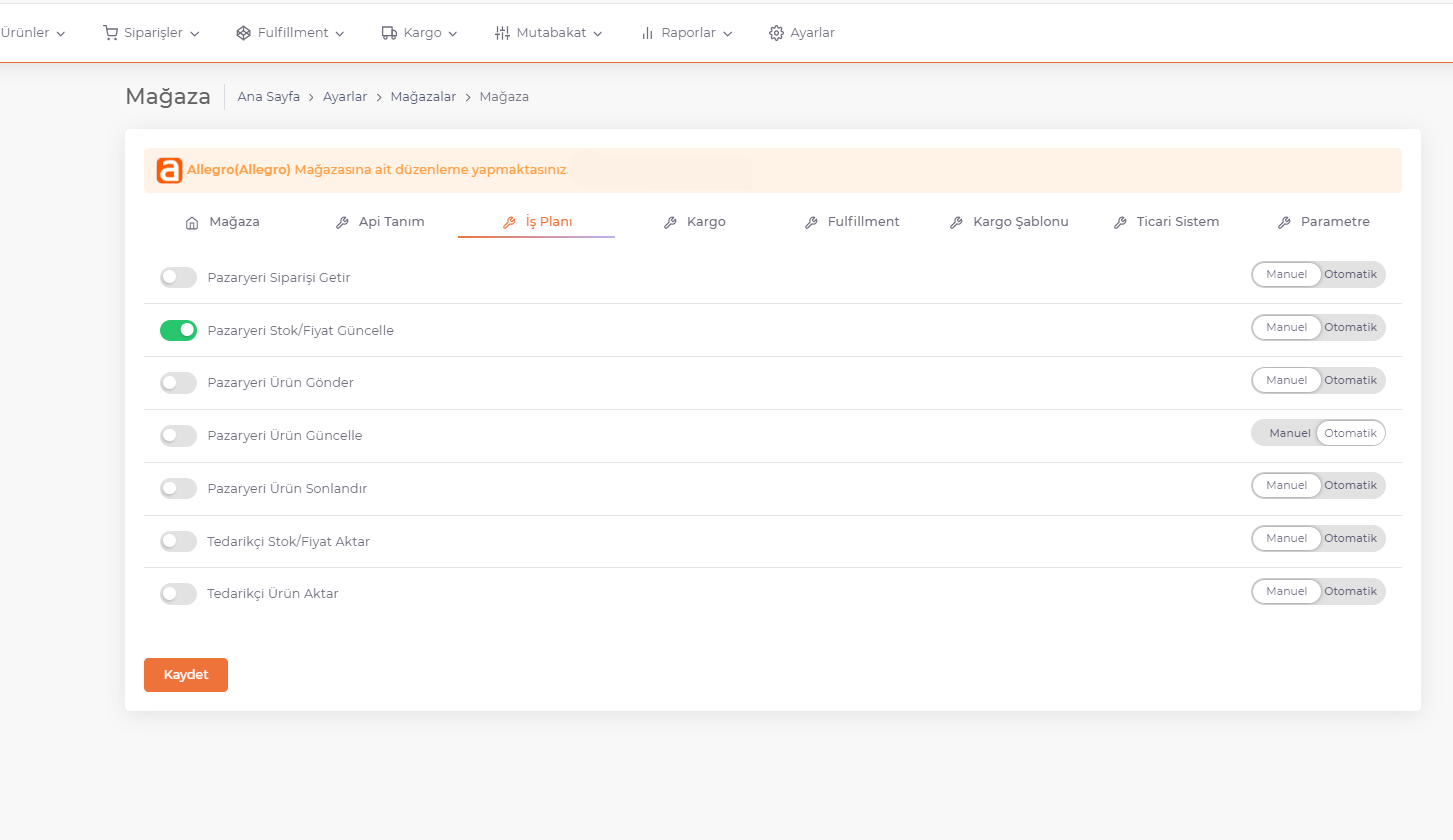 Ürünler Siparişler Fulfillment Kargo Mutabakat Raporlar Ayarlar
Mağaza Ana Sayfa > Ayarlar > Mağazalar > Mağaza
a Allegro(Allegro) Mağazasına ait düzenleme yapmaktasınız.
Mağaza Api Tanım İş Planı Kargo Fulfillment Kargo Şablonu Ticari Sistem Parametre
Pazaryeri Siparişi Getir Manuel Otomatik
Pazaryeri Stok/Fiyat Güncelle Manuel Otomatik
Pazaryeri Ürün Gönder Manuel Otomatik
Pazaryeri Ürün Güncelle Manuel Otomatik
Pazaryeri Ürün Sonlandır Manuel Otomatik
Tedarikçi Stok/Fiyat Aktar Manuel Otomatik
Tedarikçi Ürün Aktar Manuel Otomatik
Kaydet